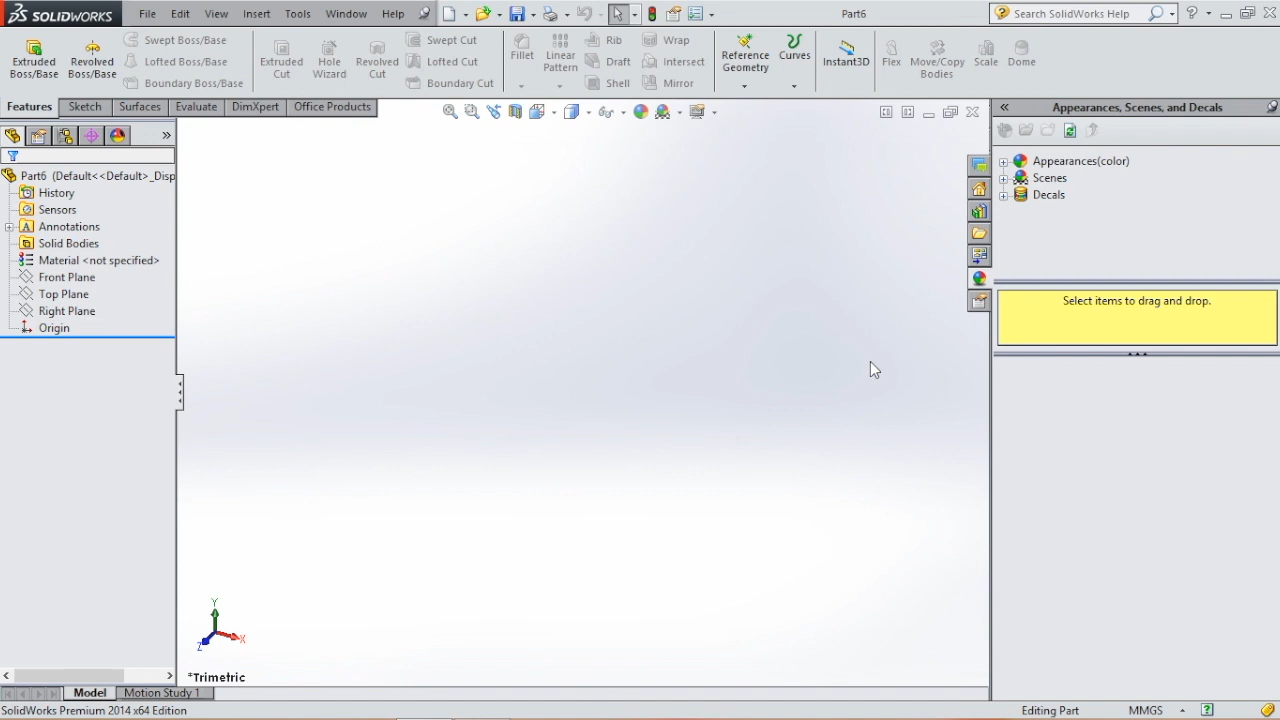 SOLIDWORKS File Edit View Insert Tools Window Help Part6 Search SolidWorks Help
Extruded Boss/Base
Revolved Boss/Base
Swept Boss/Base
Lofted Boss/Base
Boundary Boss/Base
Extruded Cut
Hole Wizard
Revolved Cut
Swept Cut
Lofted Cut
Boundary Cut
Fillet
Linear Pattern
Rib
Draft
Shell
Wrap
Intersect
Mirror
Reference Geometry
Curves
Instant3D
Flex
Move/Copy Bodies
Scale
Dome
Features Sketch Surfaces Evaluate DimXpert Office Products
Appearances, Scenes, and Decals
Part6 (Default<<Default>_Disp
History
Sensors
Annotations
Solid Bodies
Material <not specified>
Front Plane
Top Plane
Right Plane
Origin
Appearances(color)
Scenes
Decals
Select items to drag and drop.
Y
X
Z
*Trimetric
Model Motion Study 1
SolidWorks Premium 2014 x64 Edition Editing Part MMGS